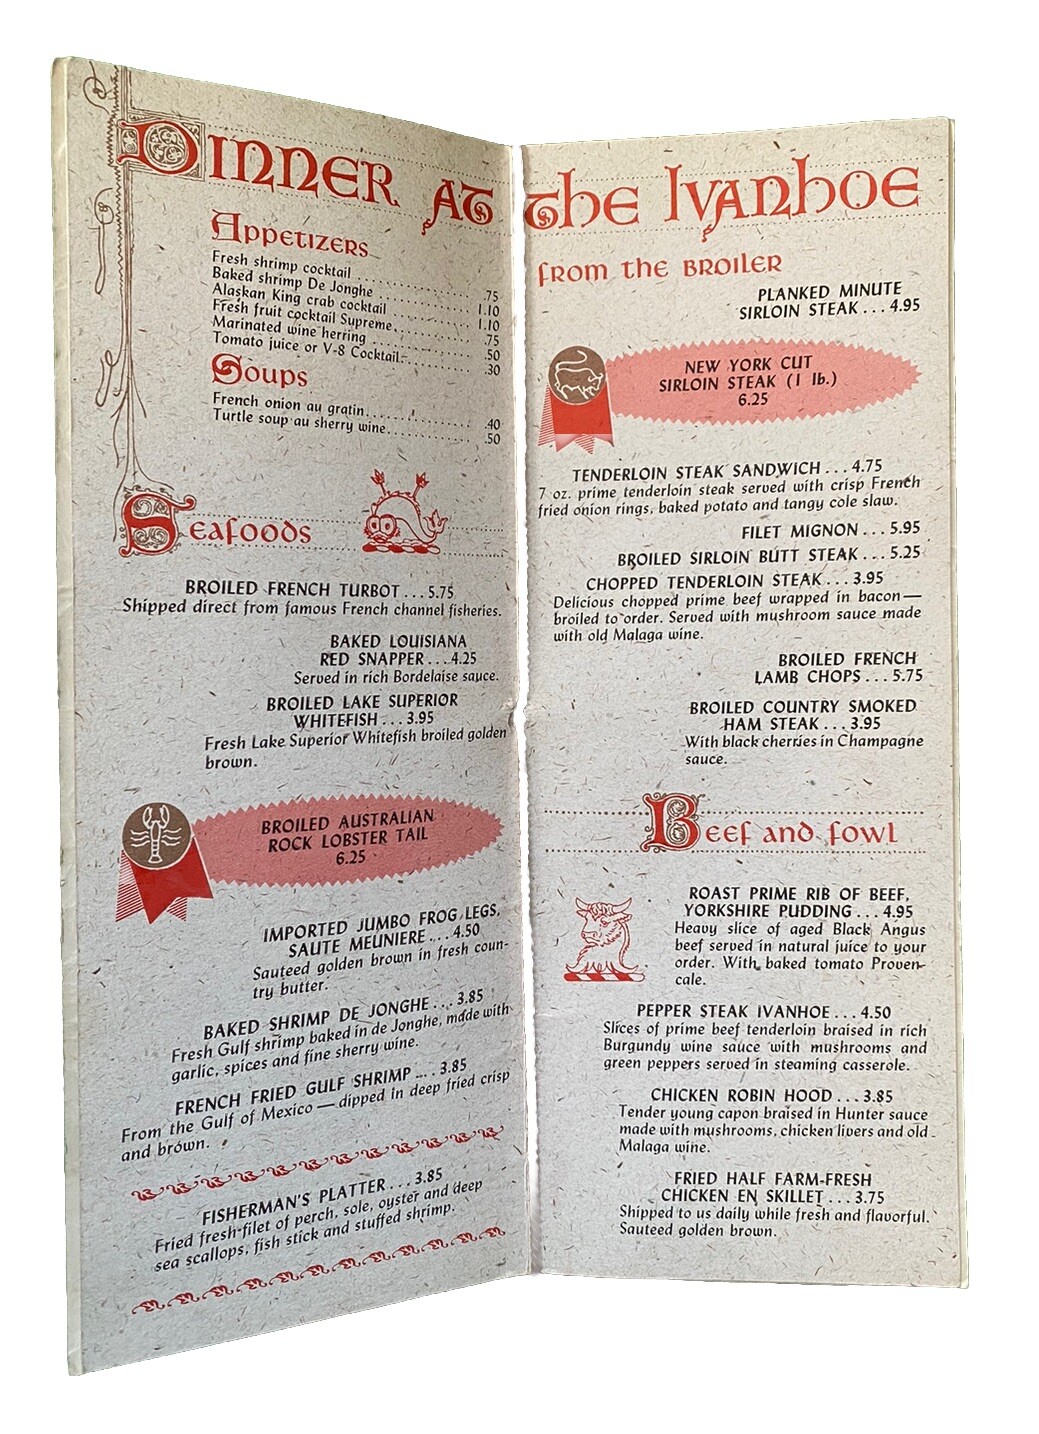 Dinner at the Ivanhoe
Appetizers
Fresh shrimp cocktail .75
Baked shrimp De Jonghe 1.10
Alaskan King crab cocktail 1.10
Fresh fruit cocktail Supreme .75
Marinated wine herring .50
Tomato juice or V-8 Cocktail .30
Soups
French onion au gratin .40
Turtle soup au sherry wine .50
Seafoods
BROILED FRENCH TURBOT ... 5.75
Shipped direct from famous French channel fisheries.
BAKED LOUISIANA
RED SNAPPER ... 4.25
Served in rich Bordelaise sauce.
BROILED LAKE SUPERIOR
WHITEFISH ... 3.95
Fresh Lake Superior Whitefish broiled golden
brown.
BROILED AUSTRALIAN
ROCK LOBSTER TAIL
6.25
IMPORTED JUMBO FROG LEGS,
SAUTE MEUNIERE ... 4.50
Sauteed golden brown in fresh coun-
try butter.
BAKED SHRIMP DE JONGHE ... 3.85
Fresh Gulf shrimp baked in de Jonghe, made with
garlic, spices and fine sherry wine.
FRENCH FRIED GULF SHRIMP ... 3.85
From the Gulf of Mexico — dipped in deep fried crisp
and brown.
FISHERMAN'S PLATTER ... 3.85
Fried fresh filet of perch, sole, oyster and deep
sea scallops, fish stick and stuffed shrimp.
From the Broiler
PLANKED MINUTE
SIRLOIN STEAK ... 4.95
NEW YORK CUT
SIRLOIN STEAK (1 lb.)
6.25
TENDERLOIN STEAK SANDWICH ... 4.75
7 oz. prime tenderloin steak served with crisp French
fried onion rings, baked potato and tangy cole slaw.
FILET MIGNON ... 5.95
BROILED SIRLOIN BUTT STEAK ... 5.25
CHOPPED TENDERLOIN STEAK ... 3.95
Delicious chopped prime beef wrapped in bacon —
broiled to order. Served with mushroom sauce made
with old Malaga wine.
BROILED FRENCH
LAMB CHOPS ... 5.75
BROILED COUNTRY SMOKED
HAM STEAK ... 3.95
With black cherries in Champagne
sauce.
Beef and Fowl
ROAST PRIME RIB OF BEEF,
YORKSHIRE PUDDING ... 4.95
Heavy slice of aged Black Angus
beef served in natural juice to your
order. With baked tomato Proven-
cale.
PEPPER STEAK IVANHOE ... 4.50
Slices of prime beef tenderloin braised in rich
Burgundy wine sauce with mushrooms and
green peppers served in steaming casserole.
CHICKEN ROBIN HOOD ... 3.85
Tender young capon braised in Hunter sauce
made with mushrooms, chicken livers and old
Malaga wine.
FRIED HALF FARM-FRESH
CHICKEN EN SKILLET ... 3.75
Shipped to us daily while fresh and flavorful.
Sauteed golden brown.